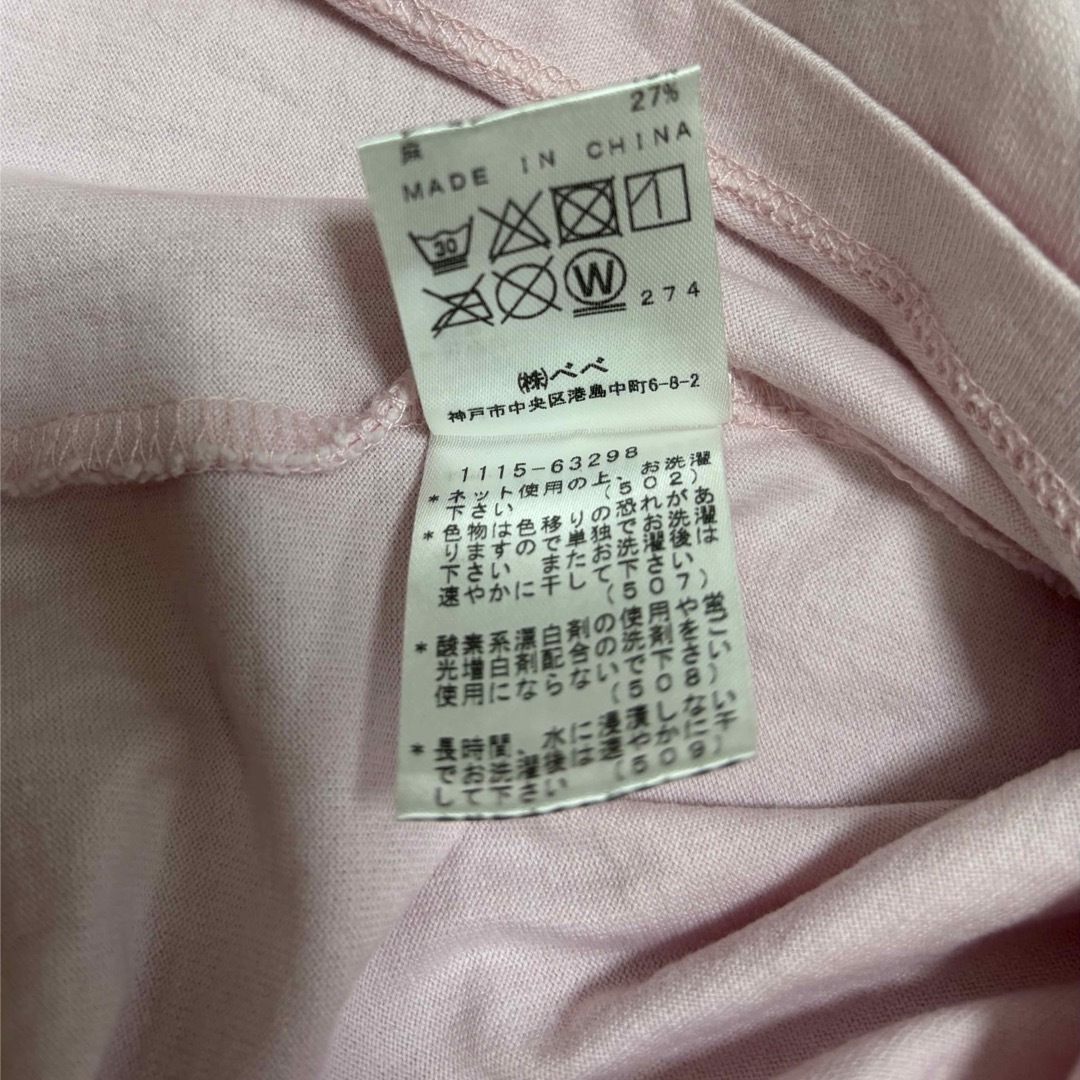 27%
麻
MADE IN CHINA
30
W 274
㈱べべ
神戸市中央区港島中町6-8-2
1115-63298
*ネット使用の上、お洗濯
下さい (502)
*色物は色移りの恐れがあ
りますので単独でお洗濯
下さい。またお洗濯後は
速やかに干して下さい
(507)
*酸素系漂白剤の使用や蛍
光増白剤配合の洗剤をご
使用にならないで下さい
(508)
*長時間、水に浸漬しない
でお洗濯後は速やかに干
して下さい (509)